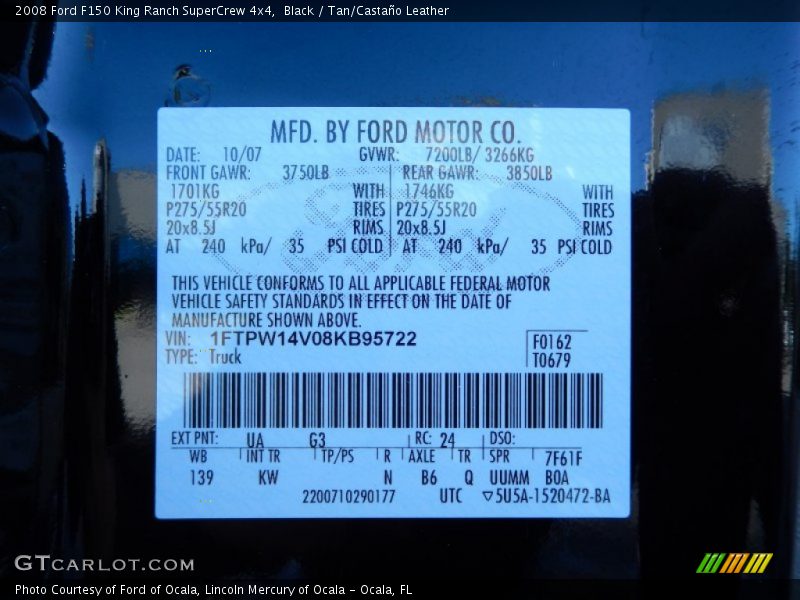 2008 Ford F150 King Ranch SuperCrew 4x4,  Black / Tan/Castaño Leather
MFD. BY FORD MOTOR CO.
DATE: 10/07 GVWR: 7200LB/ 3266KG
FRONT GAWR: 3750LB REAR GAWR: 3850LB
1701KG WITH 1746KG WITH
P275/55R20 TIRES P275/55R20 TIRES
20x8.5J RIMS 20x8.5J RIMS
AT 240 kPa/ 35 PSI COLD AT 240 kPa/ 35 PSI COLD
THIS VEHICLE CONFORMS TO ALL APPLICABLE FEDERAL MOTOR
VEHICLE SAFETY STANDARDS IN EFFECT ON THE DATE OF
MANUFACTURE SHOWN ABOVE.
VIN: 1FTPW14V08KB95722 F0162
TYPE: Truck T0679
EXT PNT: UA G3 RC: 24 DSO:
WB INT TR TP/PS R AXLE TR SPR 7F61F
139 KW N B6 Q UUMM BOA
2200710290177 UTC ▽5U5A-1520472-BA
GTCARLOT.COM
Photo Courtesy of Ford of Ocala, Lincoln Mercury of Ocala - Ocala, FL